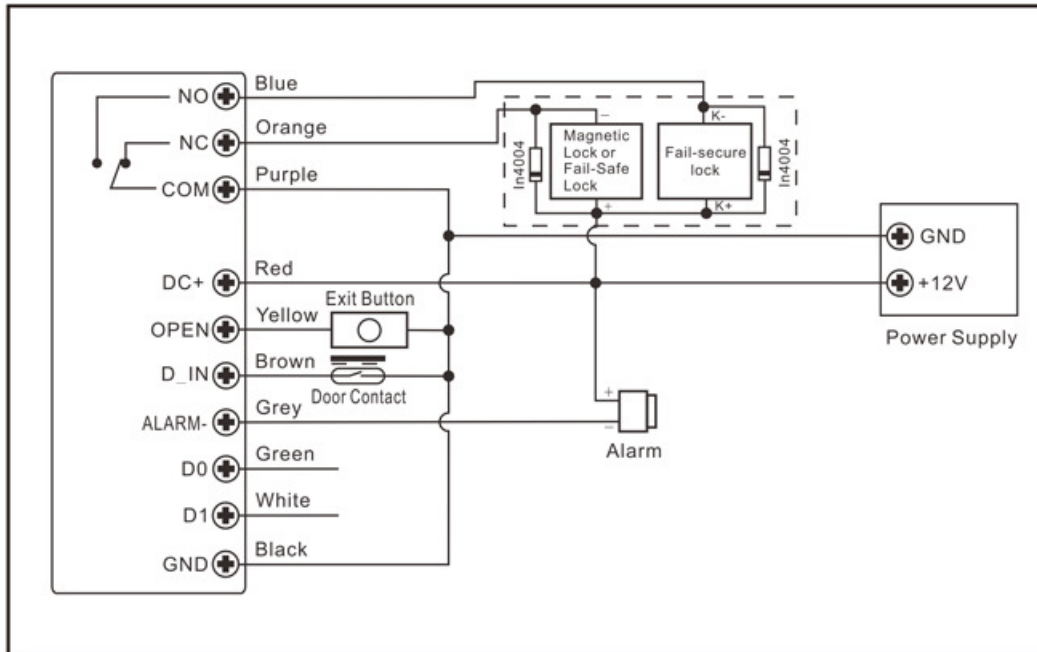 NO
Blue
NC
Orange
COM
Purple
DC+
Red
OPEN
Yellow
Exit Button
D_IN
Brown
Door Contact
ALARM-
Grey
D0
Green
D1
White
GND
Black
In4004
−
Magnetic
Lock or
Fail-Safe
Lock
+
K-
Fail-secure
lock
K+
In4004
GND
+12V
Power Supply
+
−
Alarm